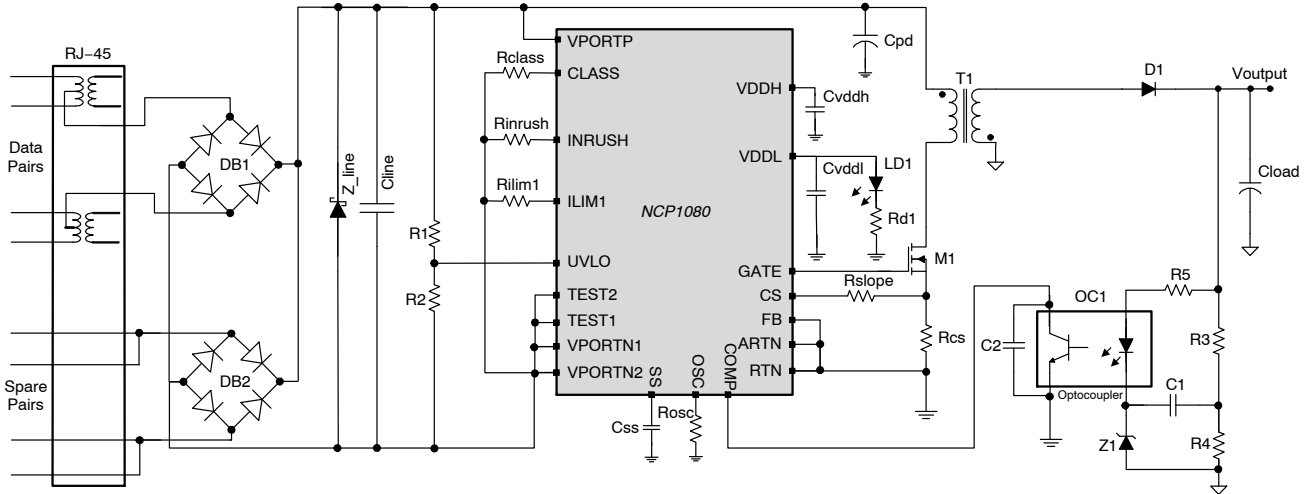 RJ–45
Data
Pairs
Spare
Pairs
DB1
DB2
Z_line
Cline
R1
R2
Rclass
Rinrush
Rilim1
VPORTP
CLASS
INRUSH
ILIM1
UVLO
TEST2
TEST1
VPORTN1
VPORTN2
NCP1080
VDDH
VDDL
GATE
CS
FB
ARTN
RTN
SS
OSC
COMP
Css
Rosc
Cpd
Cvddh
Cvddl
LD1
Rd1
M1
Rslope
Rcs
T1
D1
Voutput
Cload
OC1
R5
R3
C2
Optocoupler
C1
Z1
R4